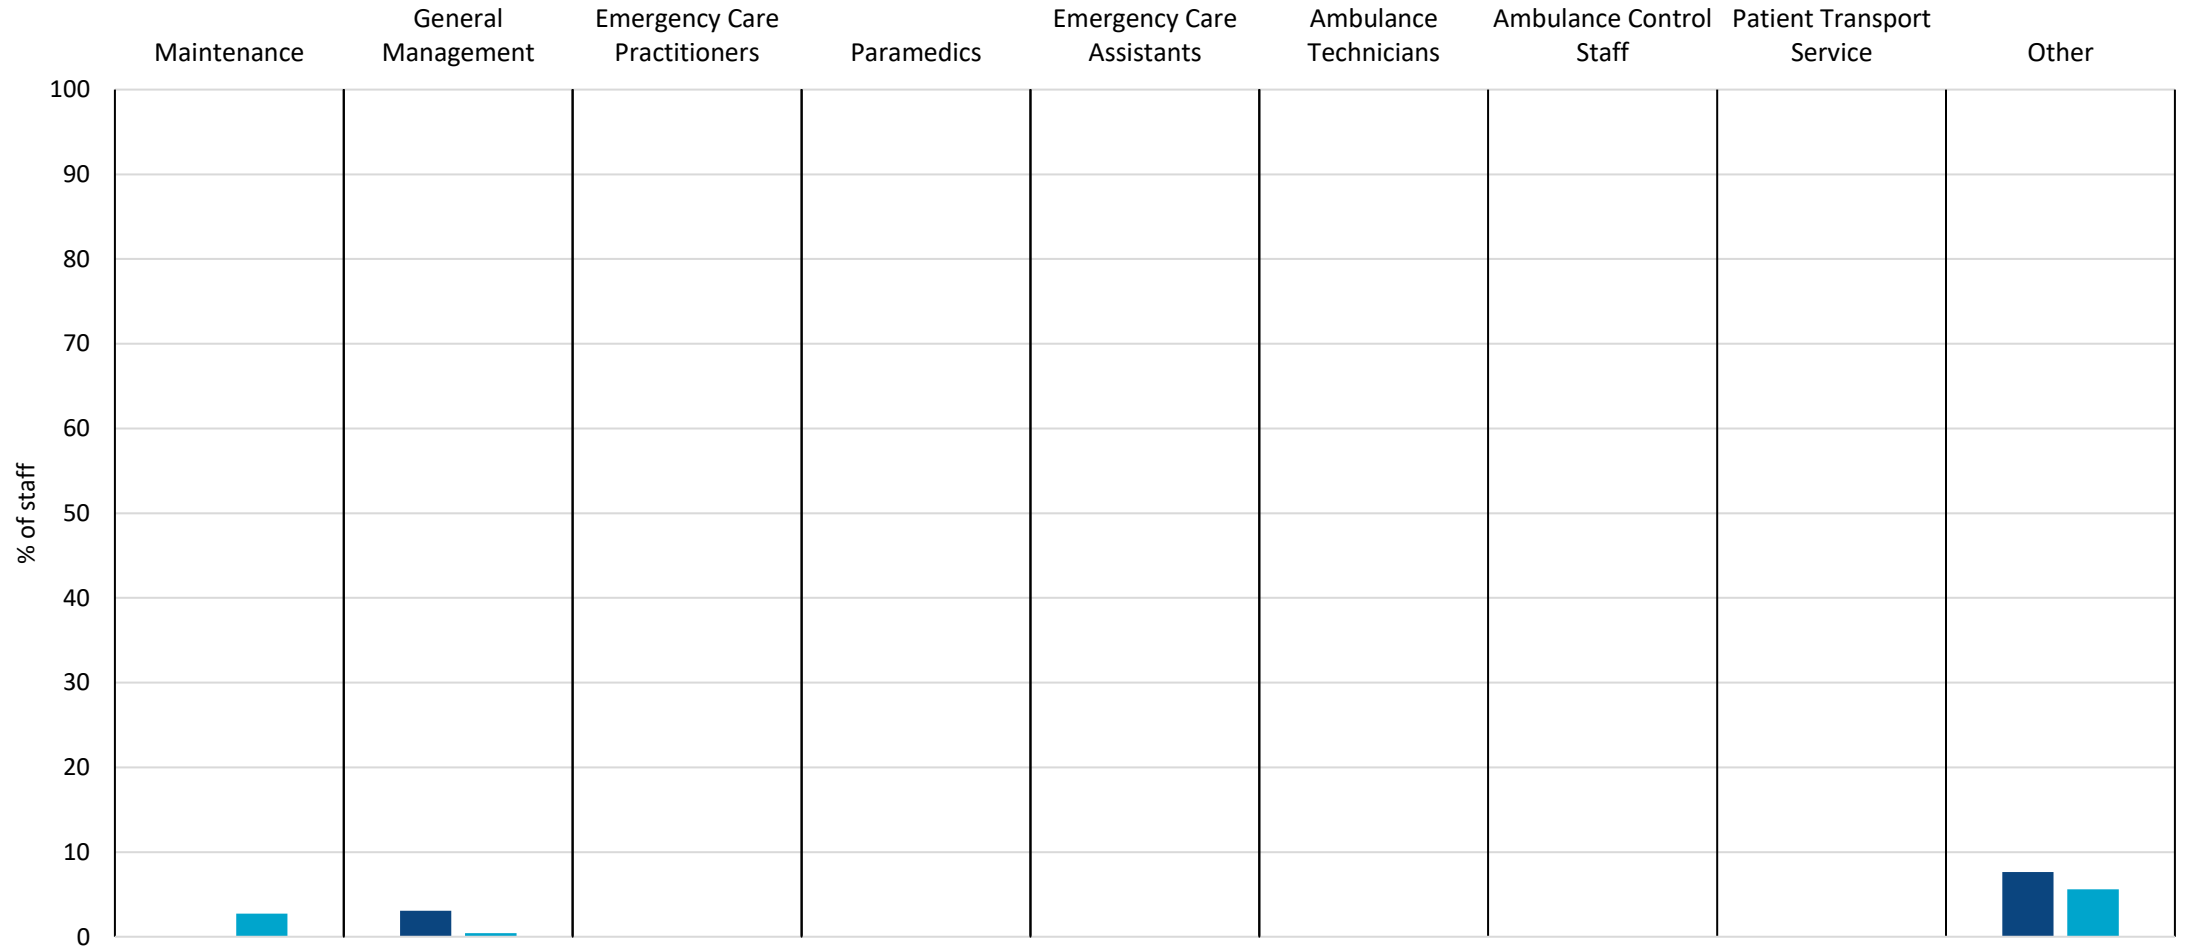 Maintenance
General
Management
Emergency Care
Practitioners
Paramedics
Emergency Care
Assistants
Ambulance
Technicians
Ambulance Control
Staff
Patient Transport
Service
Other
100
90
80
70
60
50
40
30
20
10
0
% of staff